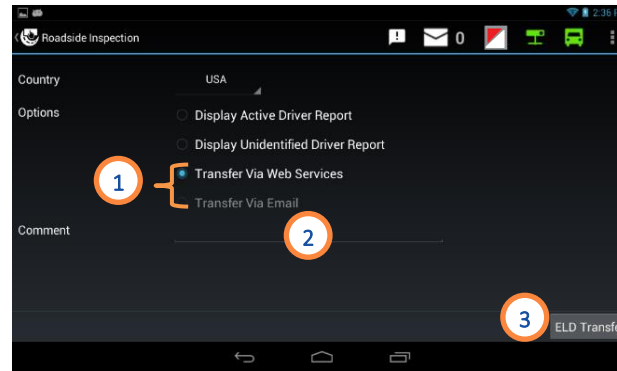 2:36 P
Roadside Inspection
0
Country
USA
Options
Display Active Driver Report
Display Unidentified Driver Report
1
Transfer Via Web Services
Transfer Via Email
Comment
2
3
ELD Transfe